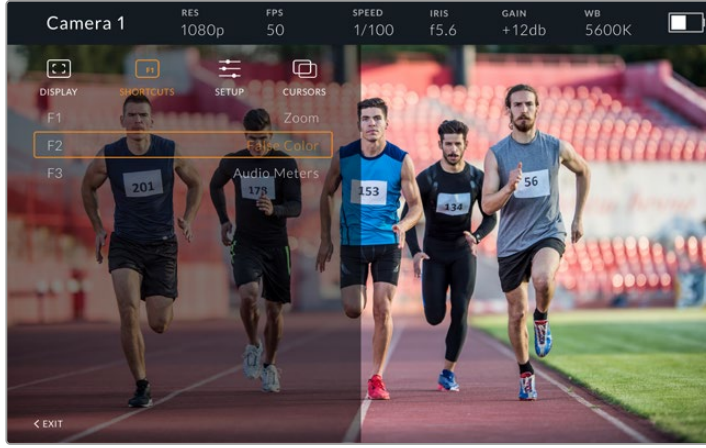 Camera 1
RES FPS SPEED IRIS GAIN WB
1080p 50 1/100 f5.6 +12db 5600K
DISPLAY F1 SHORTCUTS SETUP CURSORS
F1 Zoom
F2 False Color
F3 Audio Meters
201
178
153
134
56
< EXIT